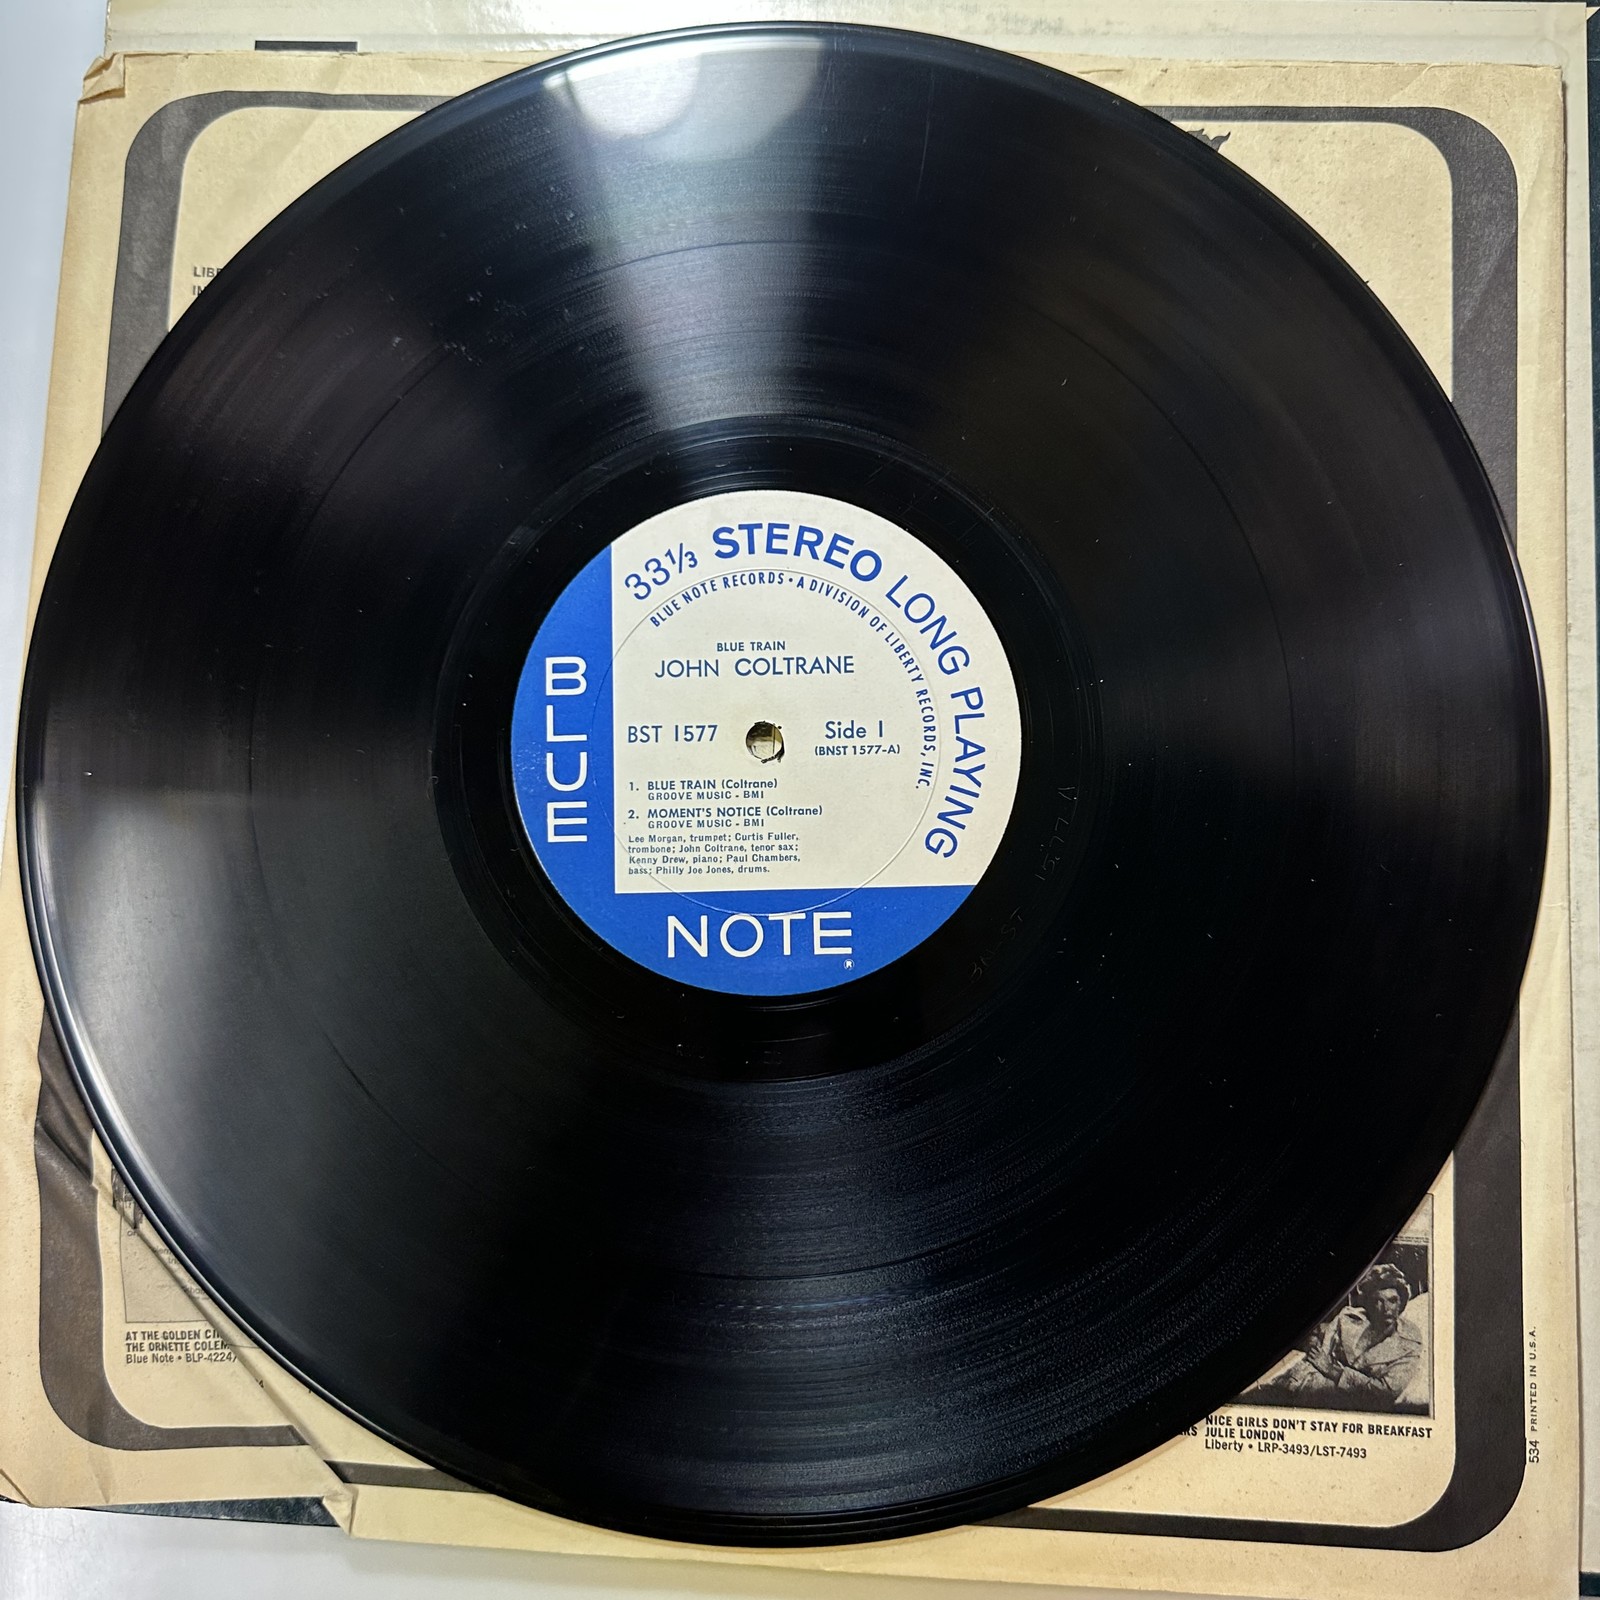 33⅓ STEREO LONG PLAYING
BLUE NOTE RECORDS • A DIVISION OF LIBERTY RECORDS, INC.
BLUE TRAIN
JOHN COLTRANE
BST 1577
Side 1
(BNST 1577-A)
1. BLUE TRAIN (Coltrane)
GROOVE MUSIC - BMI
2. MOMENT'S NOTICE (Coltrane)
GROOVE MUSIC - BMI
Lee Morgan, trumpet; Curtis Fuller,
trombone; John Coltrane, tenor sax;
Kenny Drew, piano; Paul Chambers,
bass; Philly Joe Jones, drums.
BLUE
NOTE
®
AT THE GOLDEN
THE ORNETTE
Blue Note • BLP-4224/
NICE GIRLS DON'T STAY FOR BREAKFAST
JULIE LONDON
Liberty • LRP-3493/LST-7493
534 PRINTED IN U.S.A.